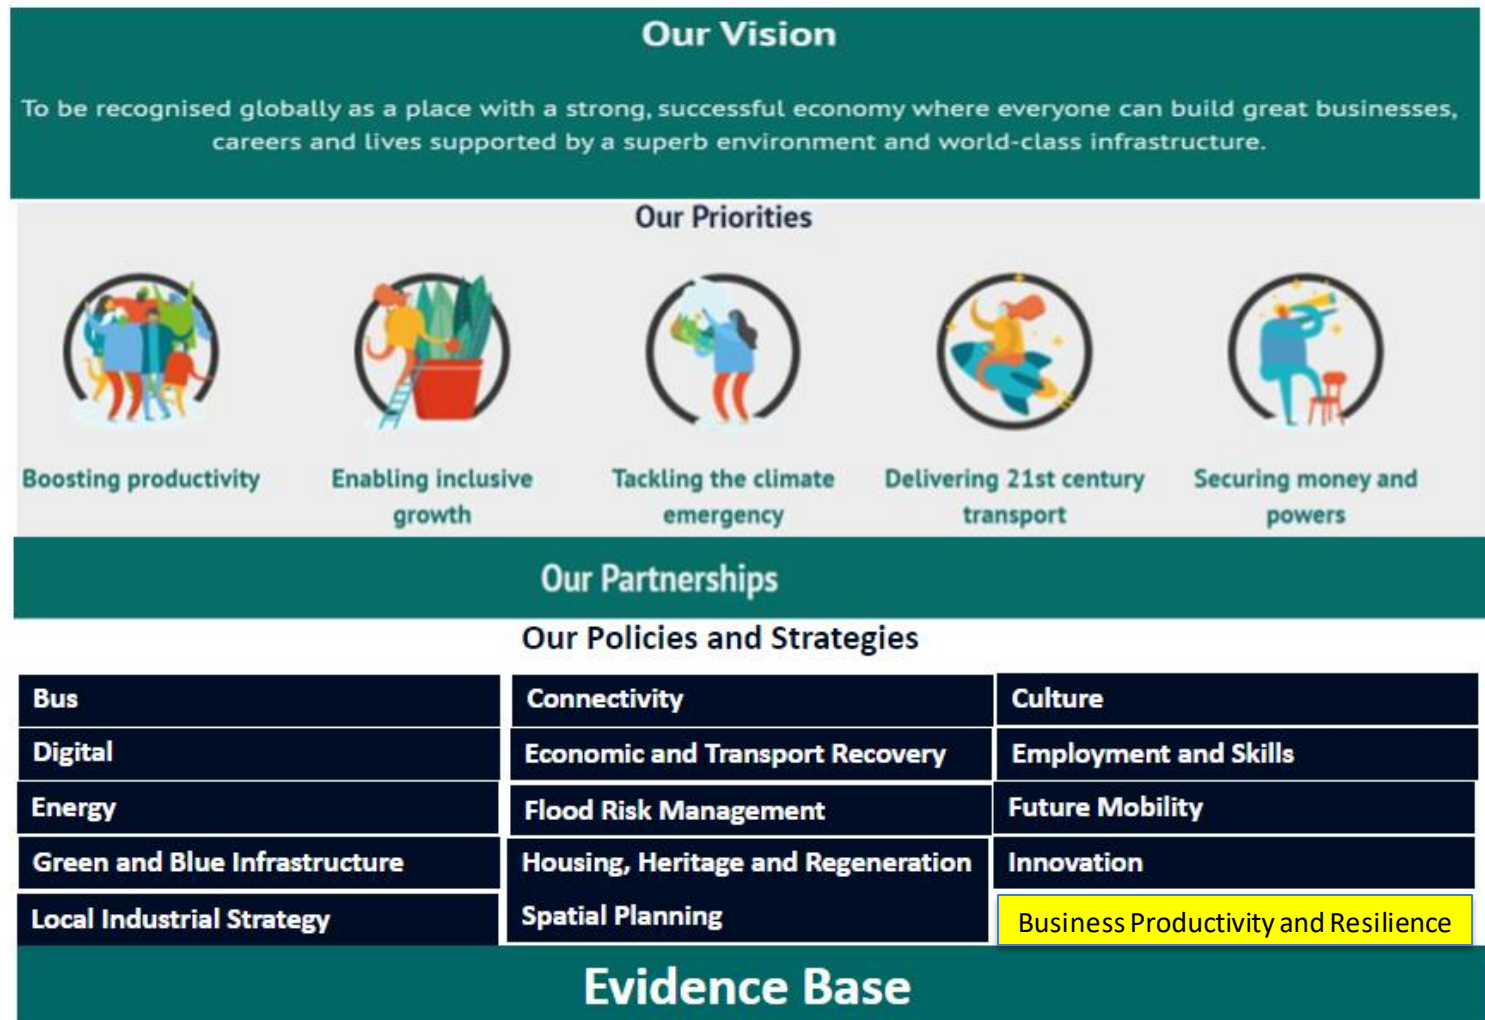 Our Vision
To be recognised globally as a place with a strong, successful economy where everyone can build great businesses,
careers and lives supported by a superb environment and world-class infrastructure.
Our Priorities
Boosting productivity
Enabling inclusive
growth
Tackling the climate
emergency
Delivering 21st century
transport
Securing money and
powers
Our Partnerships
Our Policies and Strategies
Bus
Connectivity
Culture
Digital
Economic and Transport Recovery
Employment and Skills
Energy
Flood Risk Management
Future Mobility
Green and Blue Infrastructure
Housing, Heritage and Regeneration
Innovation
Local Industrial Strategy
Spatial Planning
Business Productivity and Resilience
Evidence Base